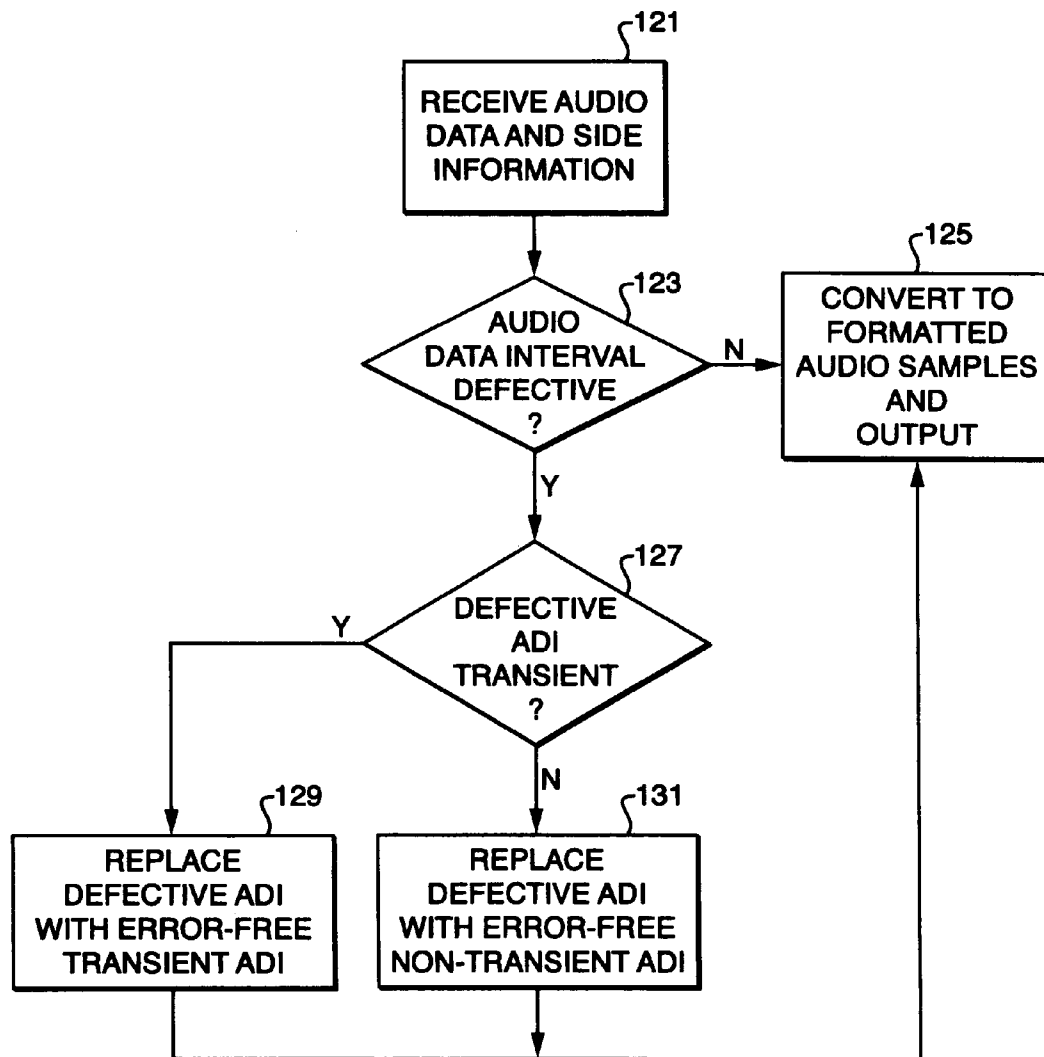 121
RECEIVE AUDIO
DATA AND SIDE
INFORMATION
123
AUDIO
DATA INTERVAL
DEFECTIVE
?
N
Y
125
CONVERT TO
FORMATTED
AUDIO SAMPLES
AND
OUTPUT
127
DEFECTIVE
ADI
TRANSIENT
?
Y
N
129
REPLACE
DEFECTIVE ADI
WITH ERROR-FREE
TRANSIENT ADI
131
REPLACE
DEFECTIVE ADI
WITH ERROR-FREE
NON-TRANSIENT ADI